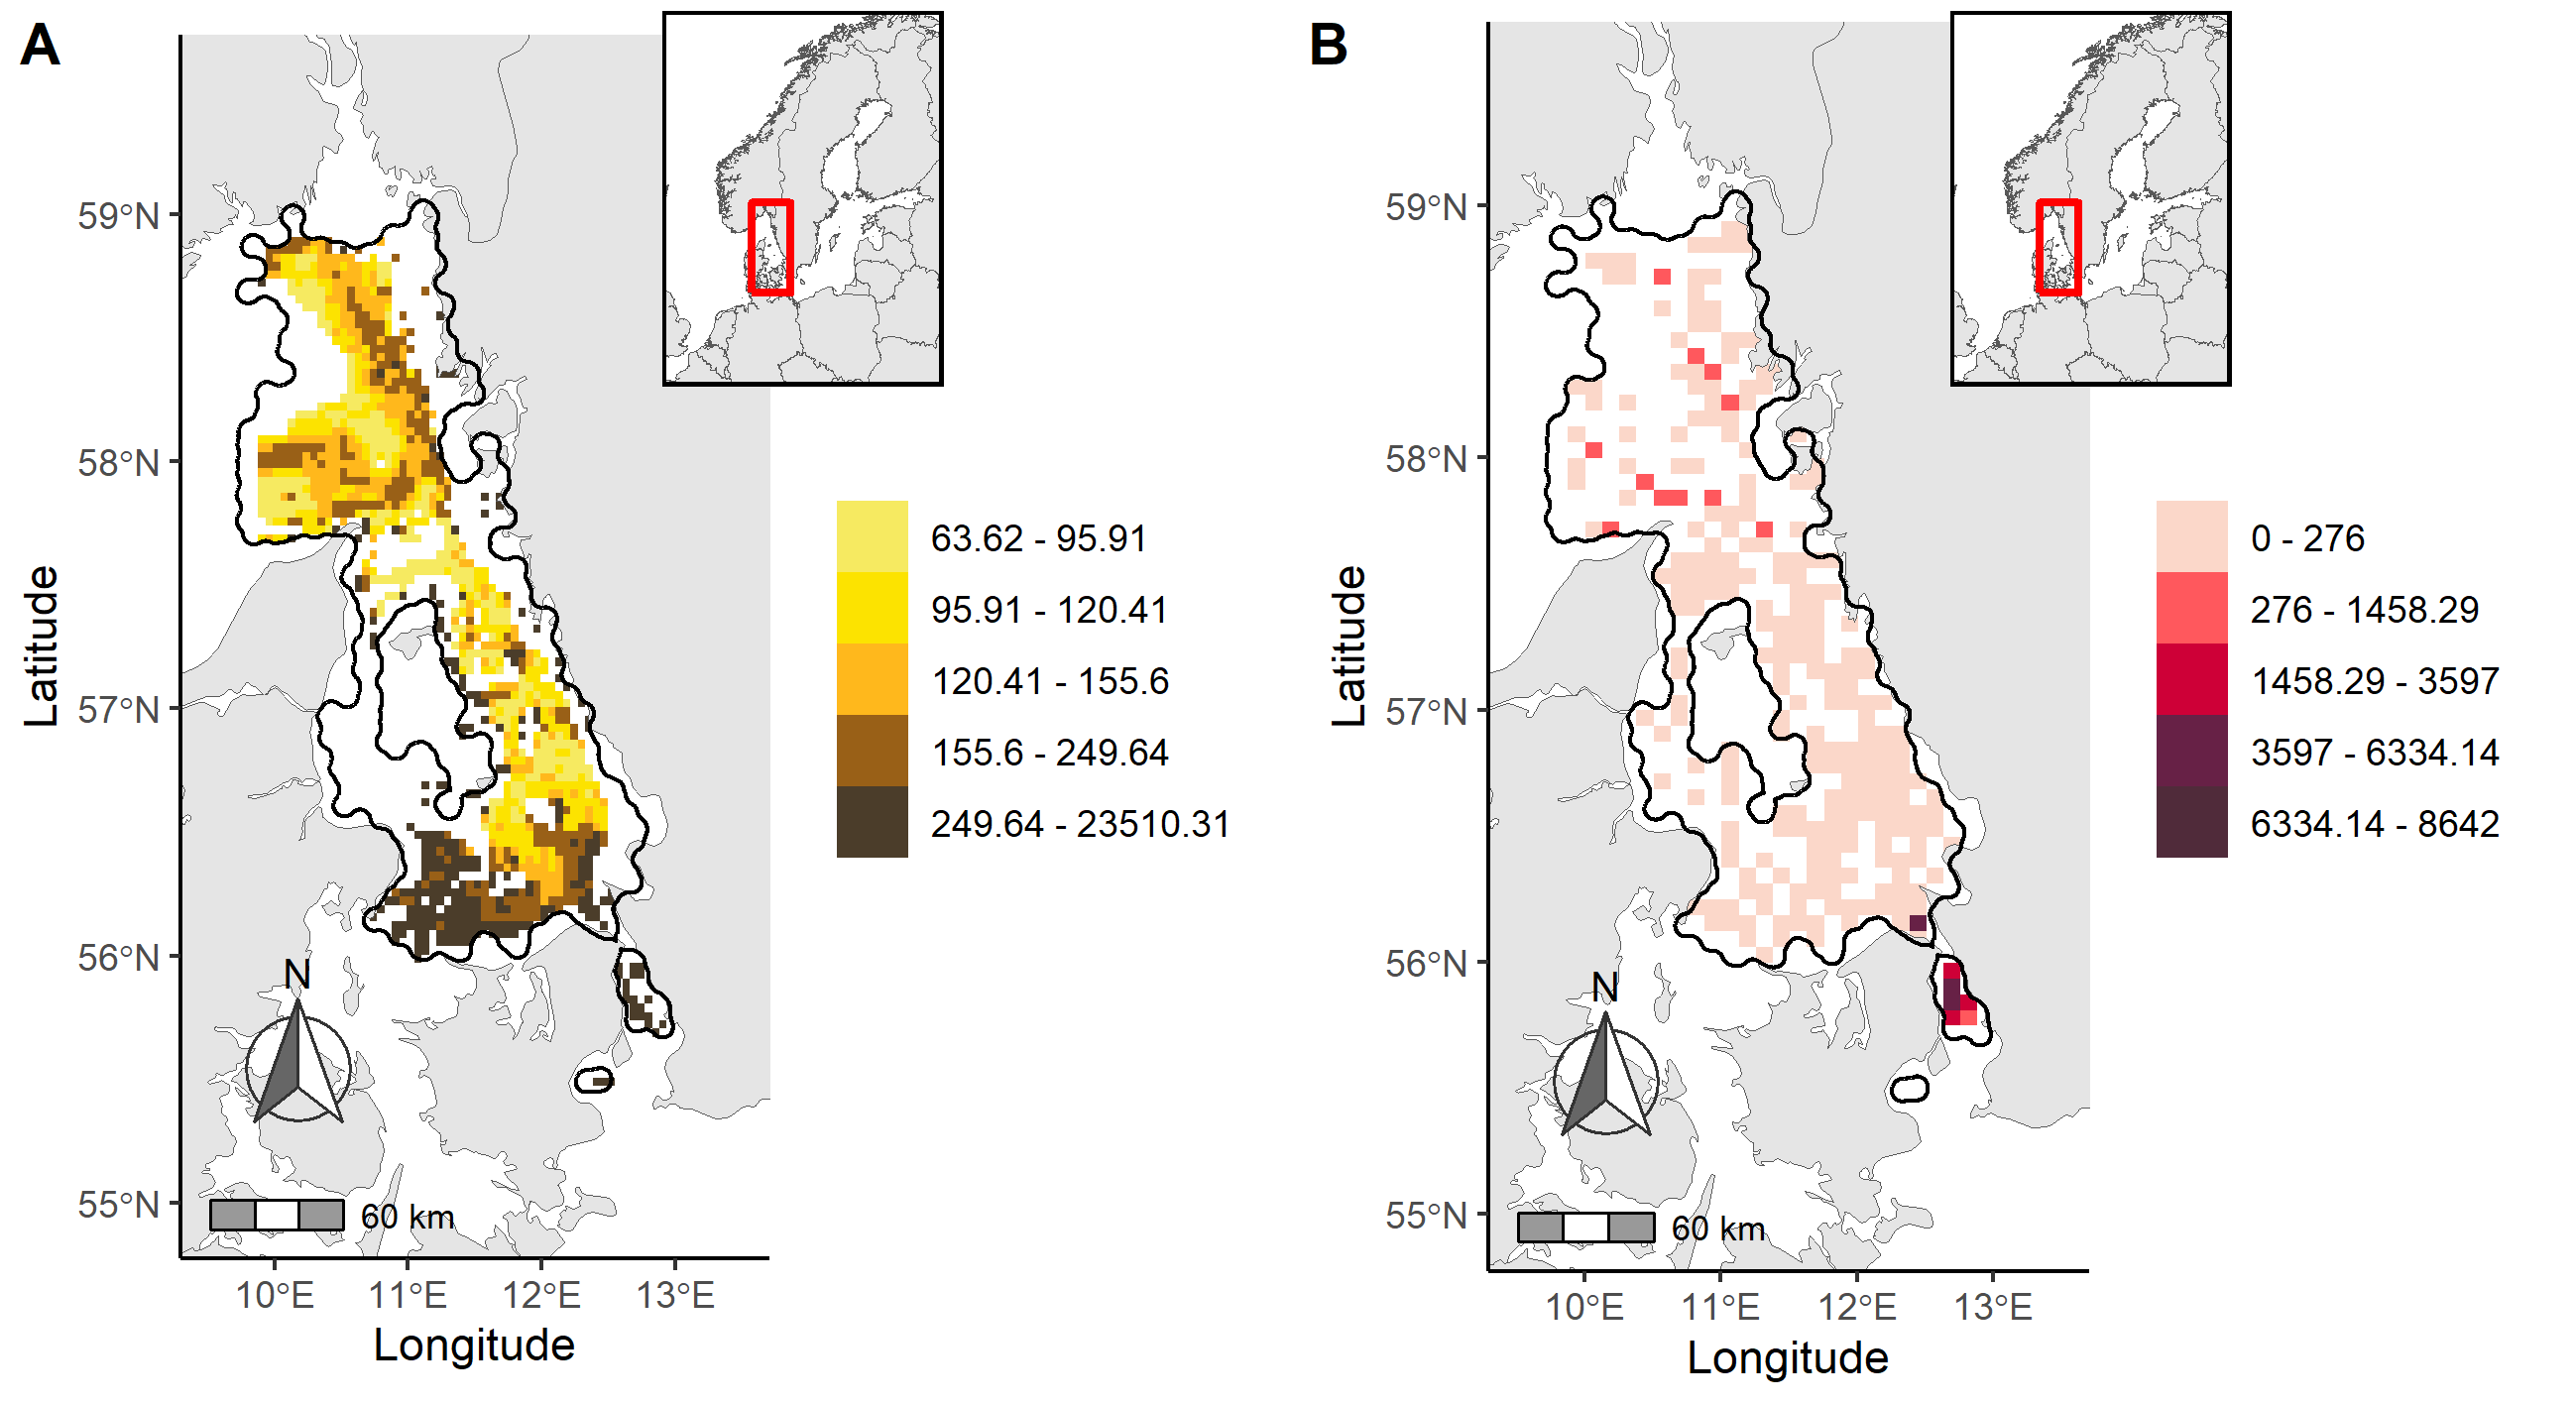 A
59°N
58°N
57°N
56°N
55°N
Latitude
N
60 km
10°E 11°E 12°E 13°E
Longitude
63.62 - 95.91
95.91 - 120.41
120.41 - 155.6
155.6 - 249.64
249.64 - 23510.31
B
59°N
58°N
57°N
56°N
55°N
Latitude
N
60 km
10°E 11°E 12°E 13°E
Longitude
0 - 276
276 - 1458.29
1458.29 - 3597
3597 - 6334.14
6334.14 - 8642